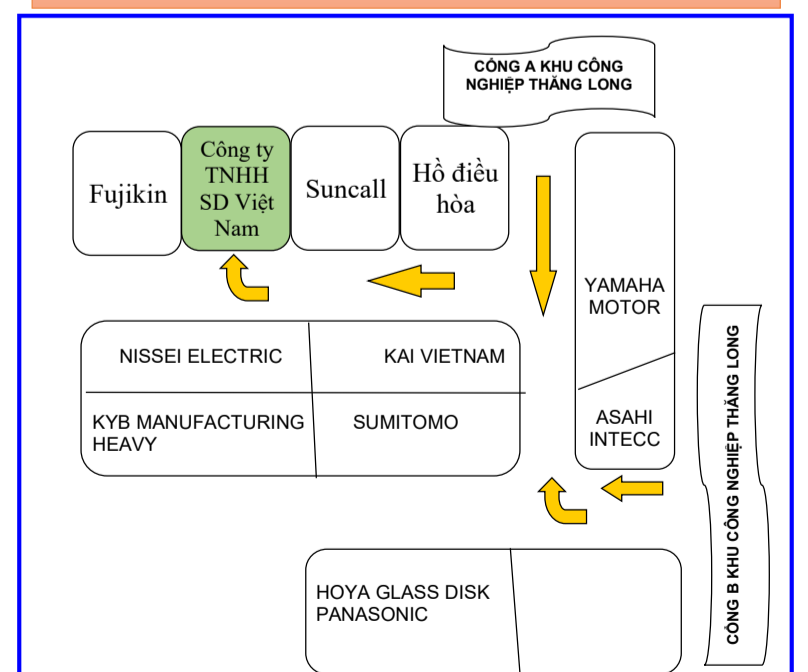 CỔNG A KHU CÔNG
NGHIỆP THĂNG LONG
Fujikin
Công ty
TNHH
SD Việt
Nam
Suncall
Hồ điều
hòa
YAMAHA
MOTOR
NISSEI ELECTRIC
KAI VIETNAM
KYB MANUFACTURING
HEAVY
SUMITOMO
ASAHI
INTECC
CỔNG B KHU CÔNG NGHIỆP THĂNG LONG
HOYA GLASS DISK
PANASONIC